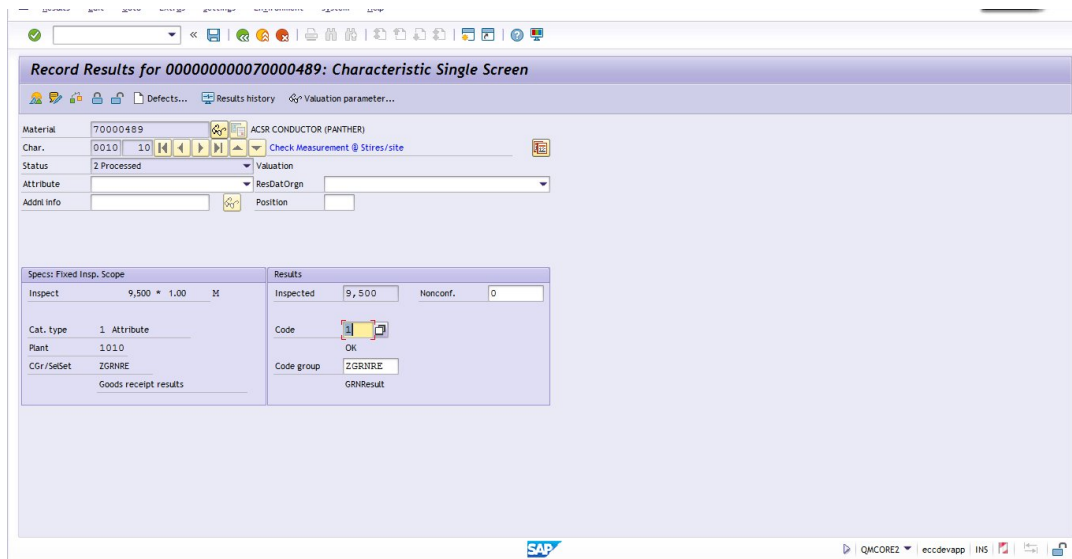 Record Results for 000000000070000489: Characteristic Single Screen
Defects... Results history Valuation parameter...
Material 70000489 ACSR CONDUCTOR (PANTHER)
Char. 0010 10 Check Measurement @ Stires/site
Status 2 Processed Valuation
Attribute ResDatOrgn
Addnl info Position
Specs: Fixed Insp. Scope Results
Inspect 9,500 * 1.00 M Inspected 9,500 Nonconf. 0
Cat. type 1 Attribute Code 1
Plant 1010 OK
CGr/SelSet ZGRNRE Code group ZGRNRE
Goods receipt results GRNResult
SAP QMCORE2 eccdevapp INS